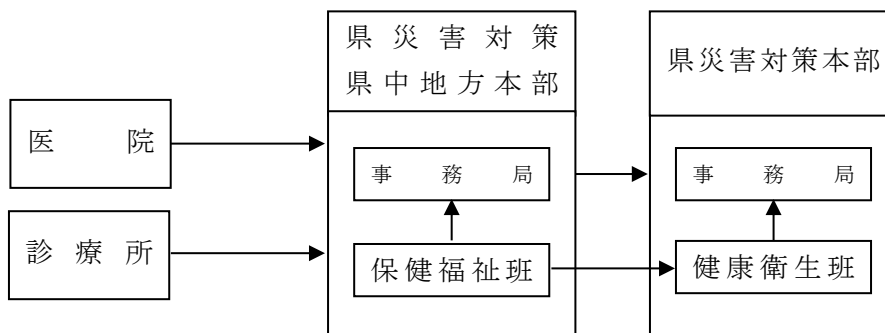 県災害対策
県中地方本部
県災害対策本部
医院
事務局
事務局
診療所
保健福祉班
健康衛生班